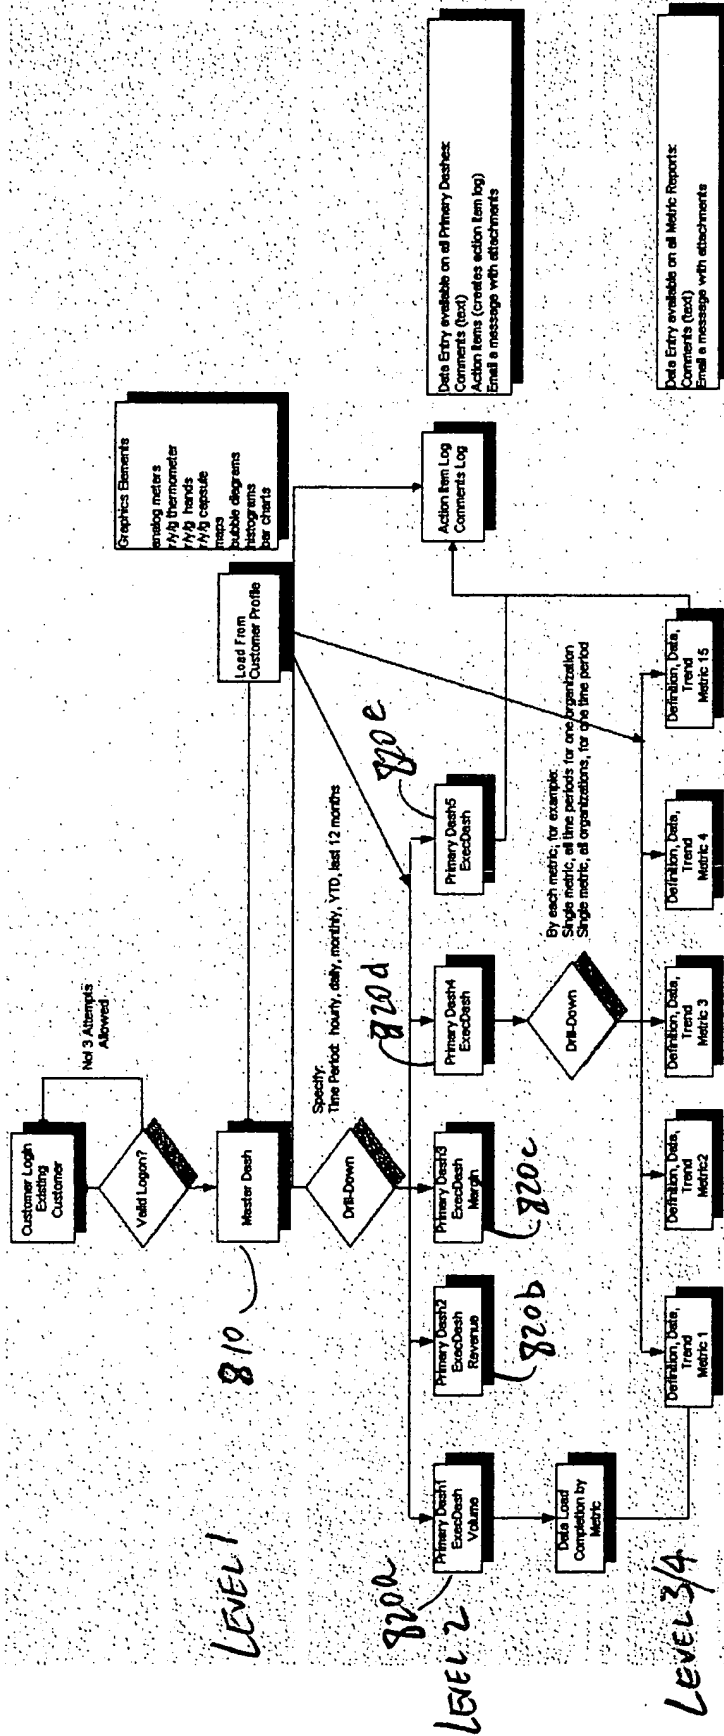 Customer Login
Existing
Customer
No! 3 Attempts
Allowed
Valid Logon?
LEVEL 1
810
Master Dash
Load From
Customer Profile
Graphics Elements
analog meters
r/y/g thermometer
r/y/g hands
r/y/g capsule
maps
bubble diagrams
histograms
bar charts
Specify:
Time Period: hourly, daily, monthly, YTD, last 12 months
Drill-Down
LEVEL 2
820a
Primary Dash1
ExecDash
Volume
Primary Dash2
ExecDash
Revenue
820b
Primary Dash3
ExecDash
Margin
820c
820d
Primary Dash4
ExecDash
820e
Primary Dash5
ExecDash
Action Item Log
Comments Log
Data Entry available on all Primary Dashes:
Comments (text)
Action Items (creates action item log)
Email a message with attachments
Data Load
Completion by
Metric
Drill-Down
By each metric; for example:
Single metric, all time periods for one organization
Single metric, all organizations, for one time period
LEVEL 3/4
Definition, Data,
Trend
Metric 1
Definition, Data,
Trend
Metric:2
Definition, Data,
Trend
Metric 3
Definition, Data,
Trend
Metric 4
Definition, Data,
Trend
Metric 15
Data Entry available on all Metric Reports:
Comments (text)
Email a message with attachments